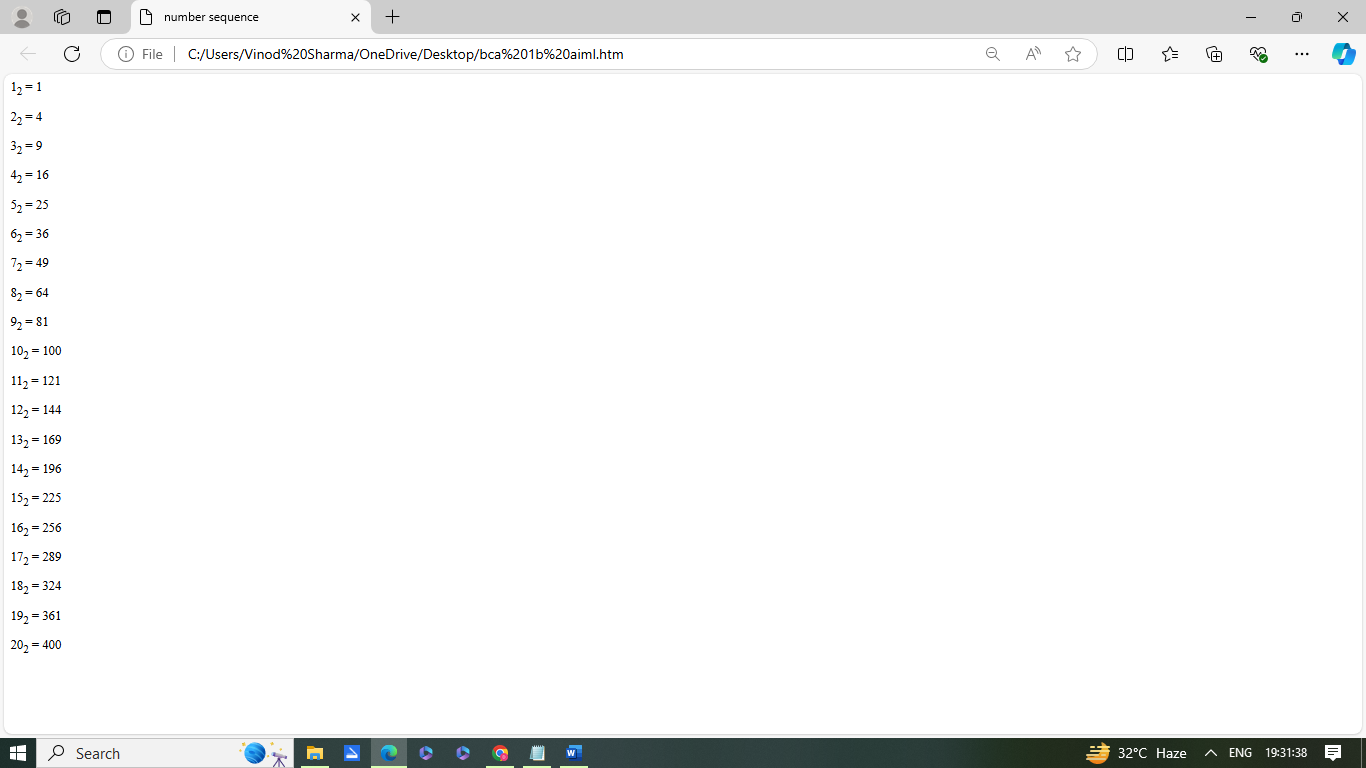 number sequence
File C:/Users/Vinod%20Sharma/OneDrive/Desktop/bca%201b%20aiml.htm
1₂ = 1
2₂ = 4
3₂ = 9
4₂ = 16
5₂ = 25
6₂ = 36
7₂ = 49
8₂ = 64
9₂ = 81
10₂ = 100
11₂ = 121
12₂ = 144
13₂ = 169
14₂ = 196
15₂ = 225
16₂ = 256
17₂ = 289
18₂ = 324
19₂ = 361
20₂ = 400
Search 32°C Haze ENG 19:31:38